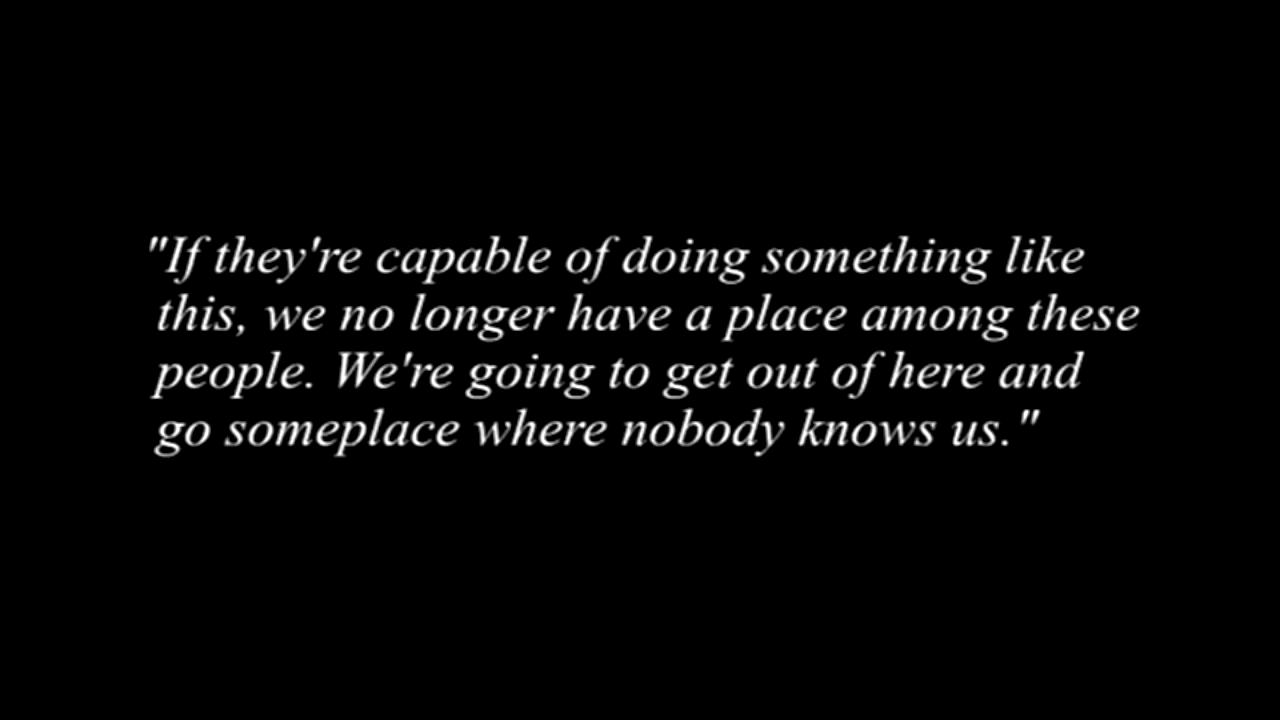 "If they're capable of doing something like
this, we no longer have a place among these
people. We're going to get out of here and
go someplace where nobody knows us."